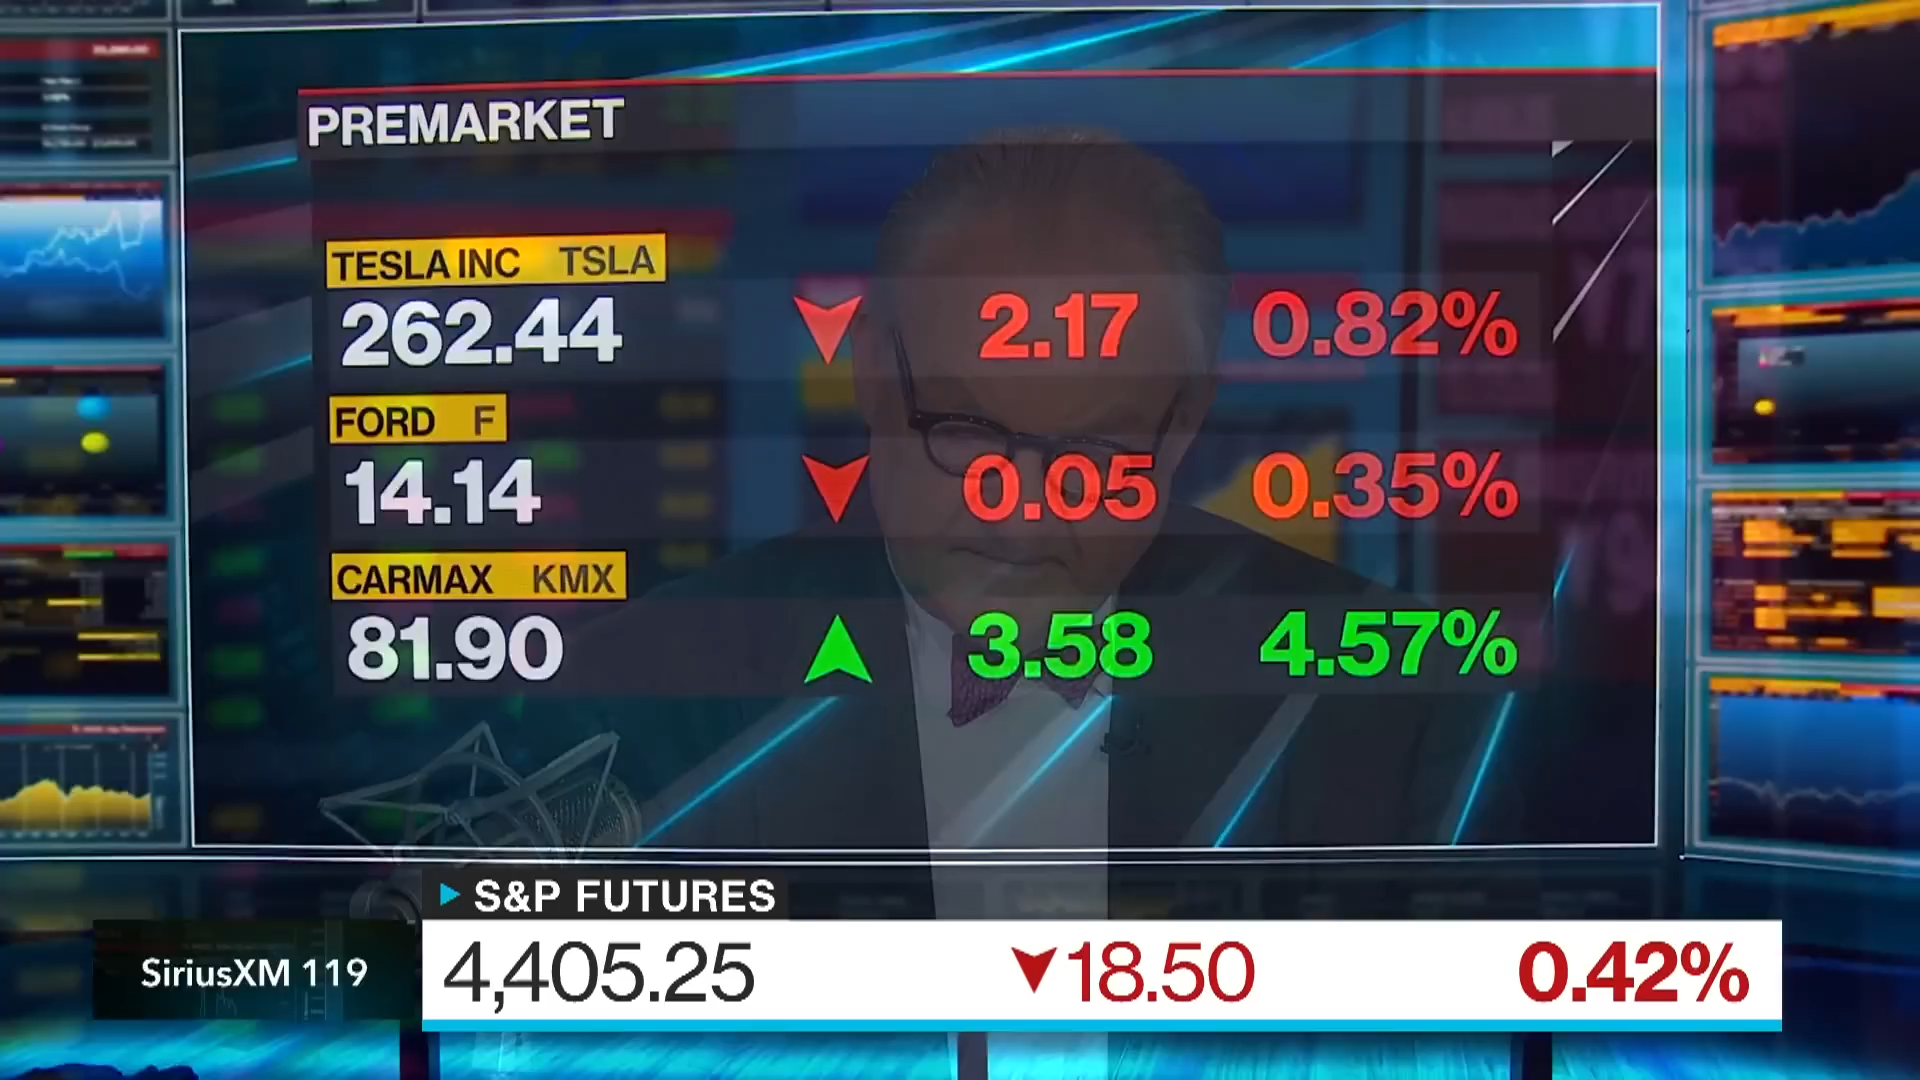 PREMARKET
TESLA INC TSLA
262.44 2.17 0.82%
FORD F
14.14 0.05 0.35%
CARMAX KMX
81.90 3.58 4.57%
S&P FUTURES
SiriusXM 119
4,405.25 18.50 0.42%